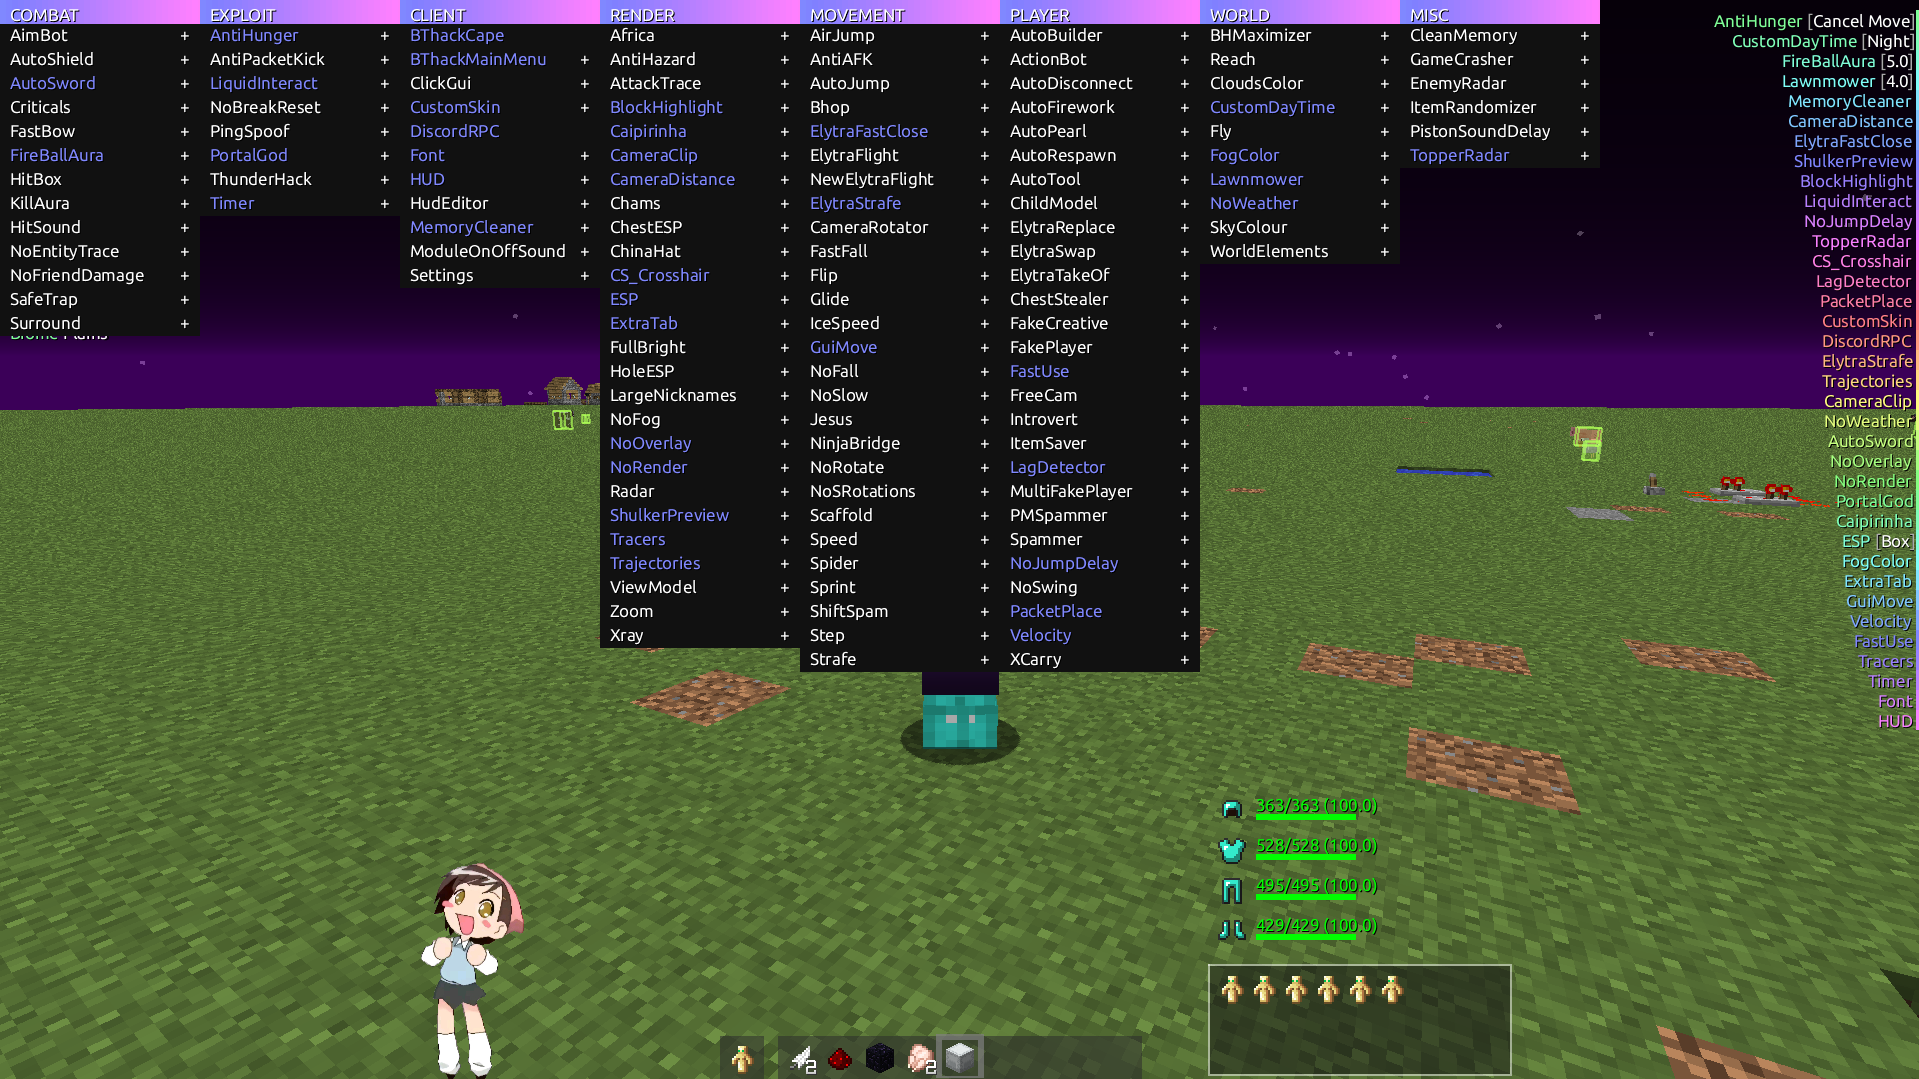 COMBAT
AimBot +
AutoShield +
AutoSword +
Criticals +
FastBow +
FireBallAura +
HitBox +
KillAura +
HitSound +
NoEntityTrace +
NoFriendDamage +
SafeTrap +
Surround +
Biome Plains
EXPLOIT
AntiHunger +
AntiPacketKick +
LiquidInteract +
NoBreakReset +
PingSpoof +
PortalGod +
ThunderHack +
Timer +
CLIENT
BThackCape
BThackMainMenu +
ClickGui +
CustomSkin +
DiscordRPC
Font +
HUD +
HudEditor
MemoryCleaner +
ModuleOnOffSound +
Settings +
RENDER
Africa +
AntiHazard +
AttackTrace +
BlockHighlight +
Caipirinha +
CameraClip +
CameraDistance +
Chams +
ChestESP +
ChinaHat +
CS_Crosshair +
ESP +
ExtraTab +
FullBright +
HoleESP +
LargeNicknames +
NoFog +
NoOverlay +
NoRender +
Radar +
ShulkerPreview +
Tracers +
Trajectories +
ViewModel +
Zoom +
Xray +
MOVEMENT
AirJump +
AntiAFK +
AutoJump +
Bhop +
ElytraFastClose +
ElytraFlight +
NewElytraFlight +
ElytraStrafe +
CameraRotator +
FastFall +
Flip +
Glide +
IceSpeed +
GuiMove +
NoFall +
NoSlow +
Jesus +
NinjaBridge +
NoRotate +
NoSRotations +
Scaffold +
Speed +
Spider +
Sprint +
ShiftSpam +
Step +
Strafe +
PLAYER
AutoBuilder +
ActionBot +
AutoDisconnect +
AutoFirework +
AutoPearl +
AutoRespawn +
AutoTool +
ChildModel +
ElytraReplace +
ElytraSwap +
ElytraTakeOf +
ChestStealer +
FakeCreative +
FakePlayer +
FastUse +
FreeCam +
Introvert +
ItemSaver +
LagDetector +
MultiFakePlayer +
PMSpammer +
Spammer +
NoJumpDelay +
NoSwing +
PacketPlace +
Velocity +
XCarry +
WORLD
BHMaximizer +
Reach +
CloudsColor +
CustomDayTime +
Fly +
FogColor +
Lawnmower +
NoWeather +
SkyColour +
WorldElements +
MISC
CleanMemory +
GameCrasher +
EnemyRadar +
ItemRandomizer +
PistonSoundDelay +
TopperRadar +
AntiHunger [Cancel Move]
CustomDayTime [Night]
FireBallAura [5.0]
Lawnmower [4.0]
MemoryCleaner
CameraDistance
ElytraFastClose
ShulkerPreview
BlockHighlight
LiquidInteract
NoJumpDelay
TopperRadar
CS_Crosshair
LagDetector
PacketPlace
CustomSkin
DiscordRPC
ElytraStrafe
Trajectories
CameraClip
NoWeather
AutoSword
NoOverlay
NoRender
PortalGod
Caipirinha
ESP [Box]
FogColor
ExtraTab
GuiMove
Velocity
FastUse
Tracers
Timer
Font
HUD
363/363 (100.0)
528/528 (100.0)
495/495 (100.0)
429/429 (100.0)
2
2